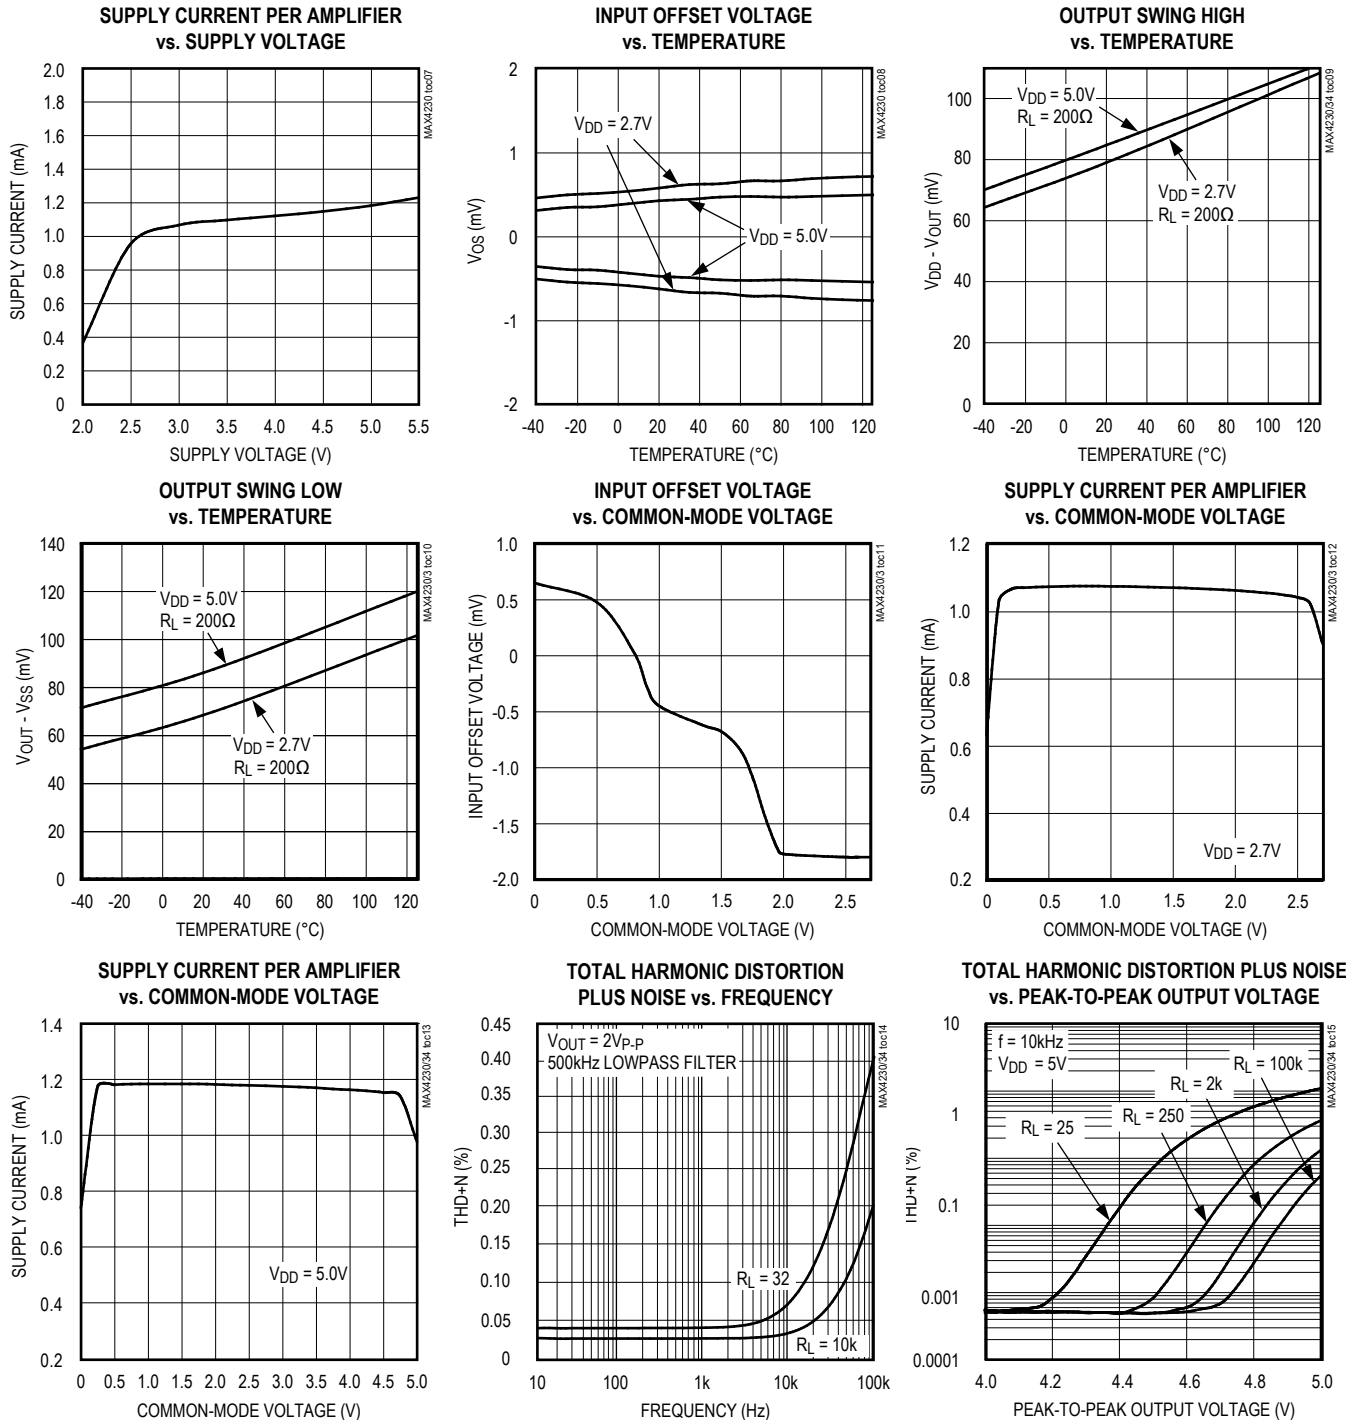 SUPPLY CURRENT PER AMPLIFIER
vs. SUPPLY VOLTAGE
MAX4230 toc07
SUPPLY CURRENT (mA)
2.0
1.8
1.6
1.4
1.2
1.0
0.8
0.6
0.4
0.2
0
2.0 2.5 3.0 3.5 4.0 4.5 5.0 5.5
SUPPLY VOLTAGE (V)
INPUT OFFSET VOLTAGE
vs. TEMPERATURE
MAX4230 toc08
VOS (mV)
2
1
0
-1
-2
VDD = 2.7V
VDD = 5.0V
-40 -20 0 20 40 60 80 100 120
TEMPERATURE (°C)
OUTPUT SWING HIGH
vs. TEMPERATURE
MAX4230/34 toc09
VDD - VOUT (mV)
100
80
60
40
20
0
VDD = 5.0V
RL = 200Ω
VDD = 2.7V
RL = 200Ω
-40 -20 0 20 40 60 80 100 120
TEMPERATURE (°C)
OUTPUT SWING LOW
vs. TEMPERATURE
MAX4230/3 toc10
VOUT - VSS (mV)
140
120
100
80
60
40
20
0
VDD = 5.0V
RL = 200Ω
VDD = 2.7V
RL = 200Ω
-40 -20 0 20 40 60 80 100 120
TEMPERATURE (°C)
INPUT OFFSET VOLTAGE
vs. COMMON-MODE VOLTAGE
MAX4230/3 toc11
INPUT OFFSET VOLTAGE (mV)
1.0
0.5
0
-0.5
-1.0
-1.5
-2.0
0 0.5 1.0 1.5 2.0 2.5
COMMON-MODE VOLTAGE (V)
SUPPLY CURRENT PER AMPLIFIER
vs. COMMON-MODE VOLTAGE
MAX4230/3 toc12
SUPPLY CURRENT (mA)
1.2
1.0
0.8
0.6
0.4
0.2
VDD = 2.7V
0 0.5 1.0 1.5 2.0 2.5
COMMON-MODE VOLTAGE (V)
SUPPLY CURRENT PER AMPLIFIER
vs. COMMON-MODE VOLTAGE
MAX4230/34 toc13
SUPPLY CURRENT (mA)
1.4
1.2
1.0
0.8
0.6
0.4
0.2
VDD = 5.0V
0 0.5 1.0 1.5 2.0 2.5 3.0 3.5 4.0 4.5 5.0
COMMON-MODE VOLTAGE (V)
TOTAL HARMONIC DISTORTION
PLUS NOISE vs. FREQUENCY
MAX4230/34 toc14
THD+N (%)
0.45
0.40
0.35
0.30
0.25
0.20
0.15
0.10
0.05
0
VOUT = 2VP-P
500kHz LOWPASS FILTER
RL = 32
RL = 10k
10 100 1k 10k 100k
FREQUENCY (Hz)
TOTAL HARMONIC DISTORTION PLUS NOISE
vs. PEAK-TO-PEAK OUTPUT VOLTAGE
MAX4230/34 toc15
THD+N (%)
10
1
0.1
0.001
0.0001
f = 10kHz
VDD = 5V
RL = 100k
RL = 2k
RL = 250
RL = 25
4.0 4.2 4.4 4.6 4.8 5.0
PEAK-TO-PEAK OUTPUT VOLTAGE (V)